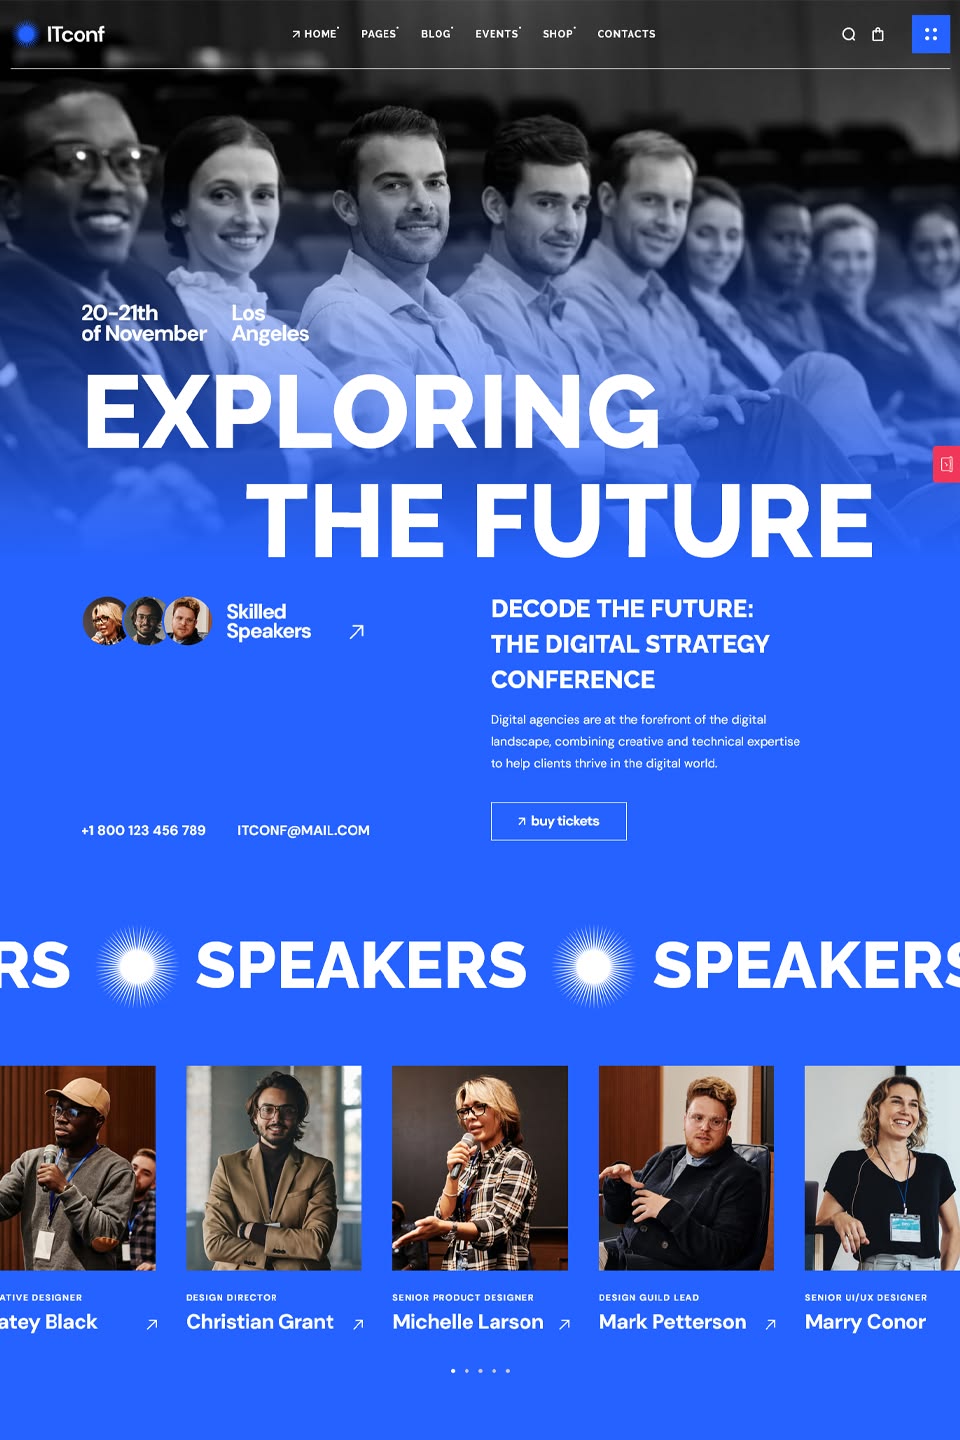 ITconf
HOME PAGES BLOG EVENTS SHOP CONTACTS
20-21th
of November
Los
Angeles
EXPLORING
THE FUTURE
Skilled
Speakers
DECODE THE FUTURE:
THE DIGITAL STRATEGY
CONFERENCE
Digital agencies are at the forefront of the digital
landscape, combining creative and technical expertise
to help clients thrive in the digital world.
buy tickets
+1 800 123 456 789 ITCONF@MAIL.COM
RS SPEAKERS SPEAKERS
ATIVE DESIGNER
atey Black
DESIGN DIRECTOR
Christian Grant
SENIOR PRODUCT DESIGNER
Michelle Larson
DESIGN GUILD LEAD
Mark Petterson
SENIOR UI/UX DESIGNER
Marry Conor